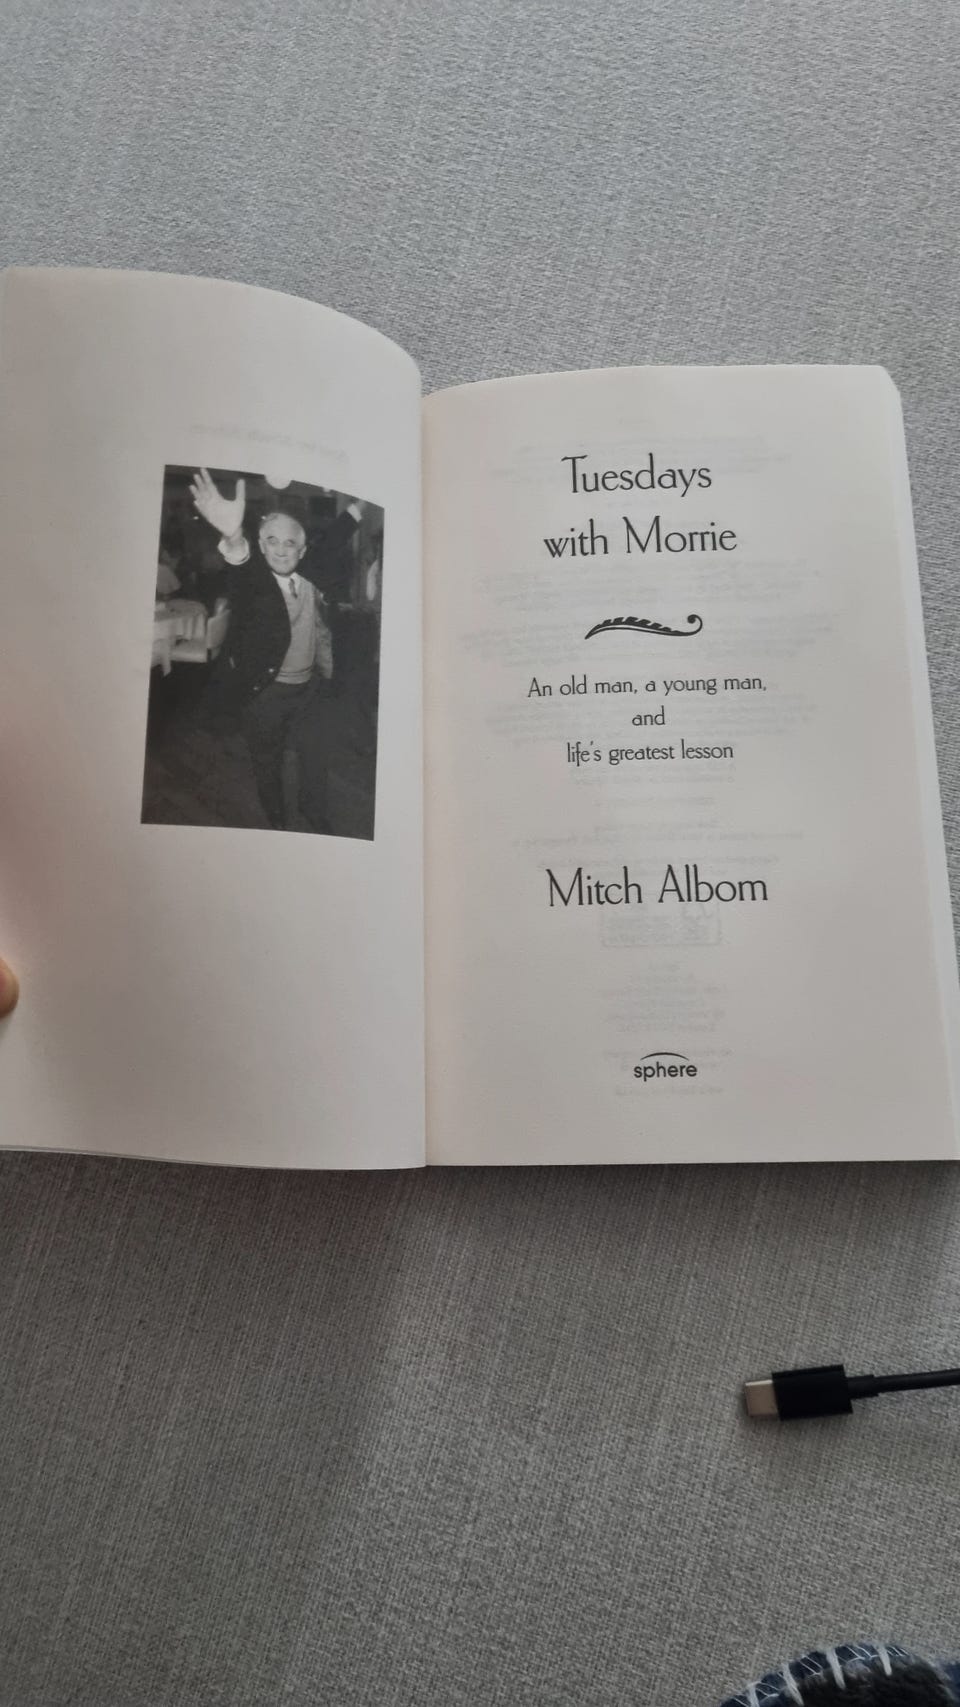 Tuesdays
with Morrie
An old man, a young man,
and
life's greatest lesson
Mitch Albom
sphere